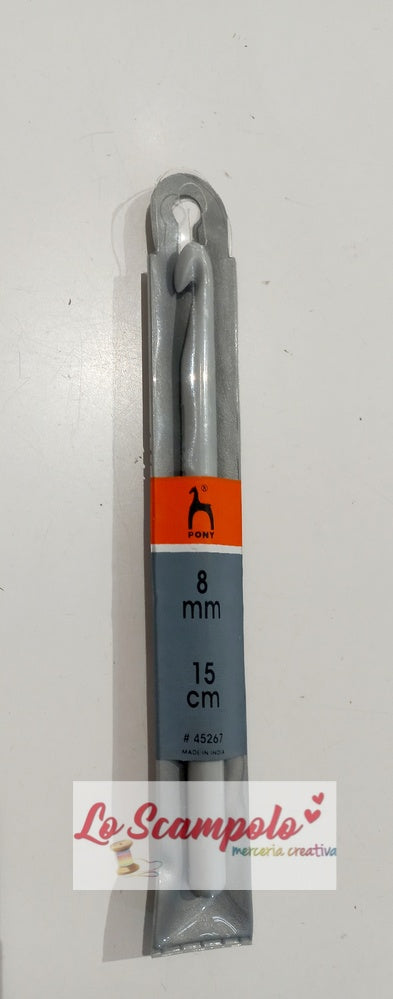 PONY
8
mm
15
cm
# 45267
MADE IN INDIA
Lo Scampolo
merceria creativa